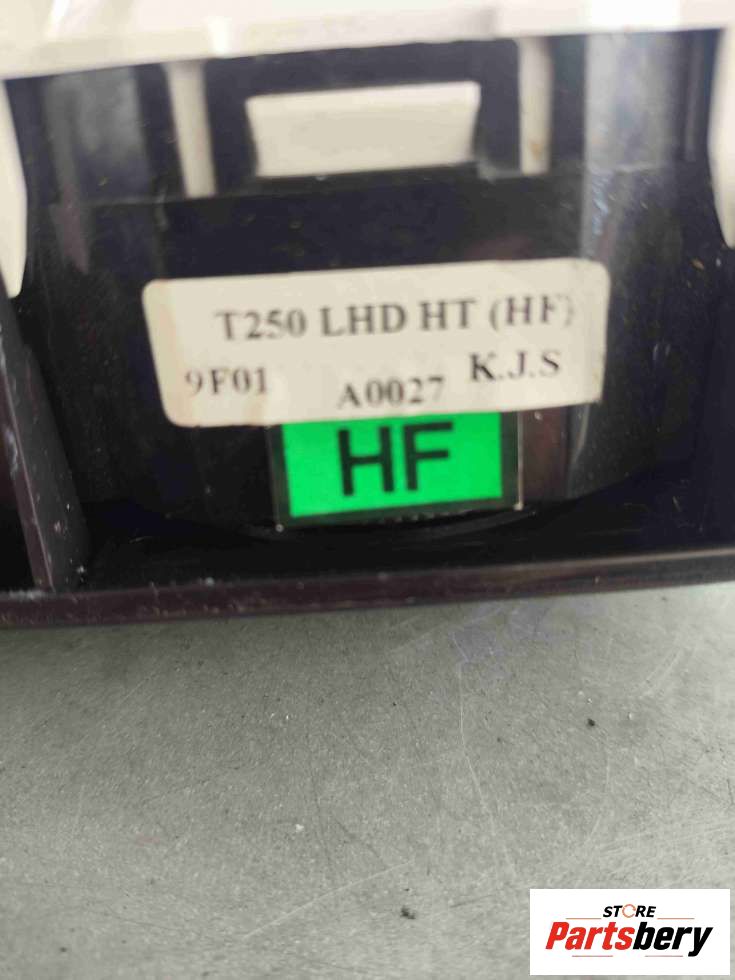 T250 LHD HT (HF)
9F01 A0027 K.J.S
HF
STORE
Partsbery